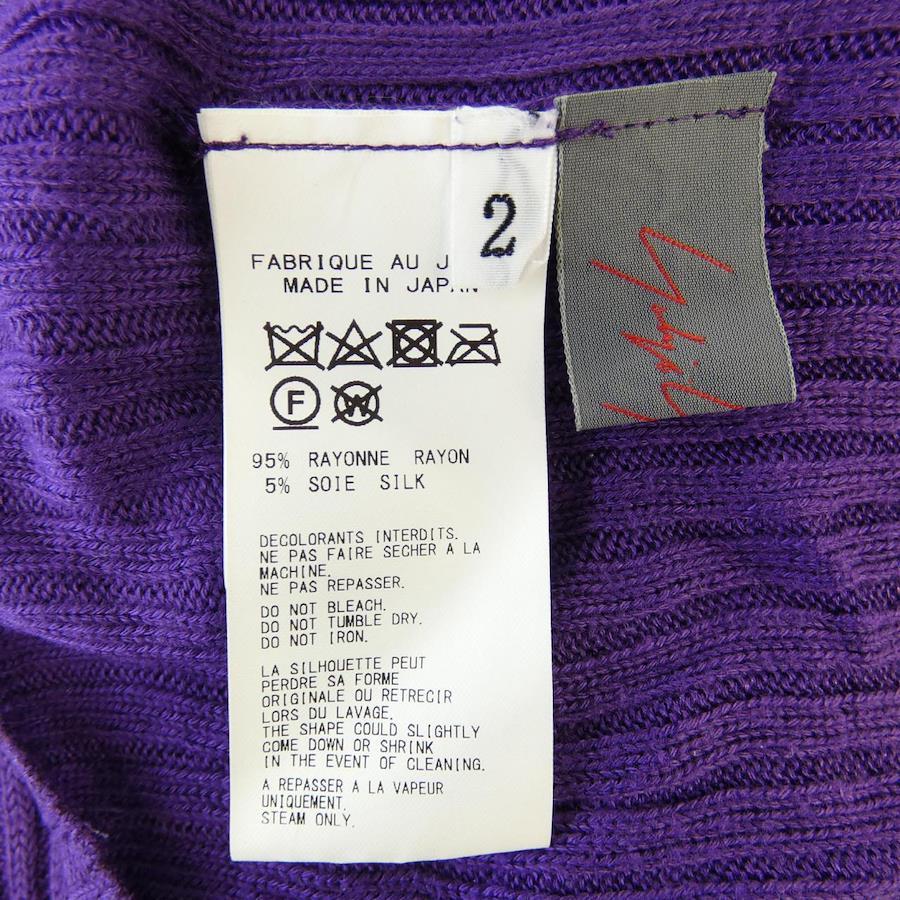 2
FABRIQUE AU J
MADE IN JAPAN
F
W
95% RAYONNE RAYON
5% SOIE SILK
DECOLORANTS INTERDITS.
NE PAS FAIRE SECHER A LA
MACHINE.
NE PAS REPASSER.
DO NOT BLEACH.
DO NOT TUMBLE DRY.
DO NOT IRON.
LA SILHOUETTE PEUT
PERDRE SA FORME
ORIGINALE OU RETRECIR
LORS DU LAVAGE.
THE SHAPE COULD SLIGHTLY
COME DOWN OR SHRINK
IN THE EVENT OF CLEANING.
A REPASSER A LA VAPEUR
UNIQUEMENT.
STEAM ONLY.